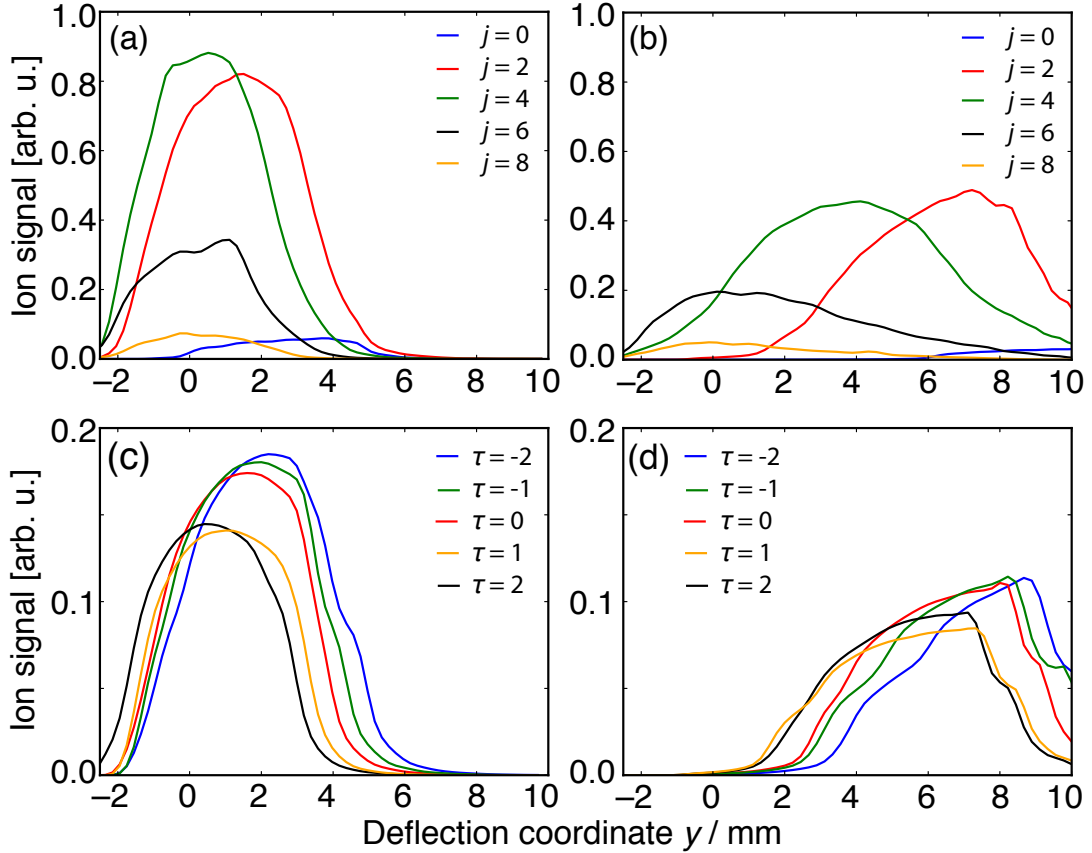 (a)
j = 0
j = 2
j = 4
j = 6
j = 8
1.0
0.8
0.6
0.4
0.2
0.0
−2 0 2 4 6 8 10
Ion signal [arb. u.]
(b)
j = 0
j = 2
j = 4
j = 6
j = 8
1.0
0.8
0.6
0.4
0.2
0.0
−2 0 2 4 6 8 10
(c)
τ = -2
τ = -1
τ = 0
τ = 1
τ = 2
0.2
0.1
0.0
−2 0 2 4 6 8 10
Ion signal [arb. u.]
(d)
τ = -2
τ = -1
τ = 0
τ = 1
τ = 2
0.2
0.1
0.0
−2 0 2 4 6 8 10
Deflection coordinate y / mm